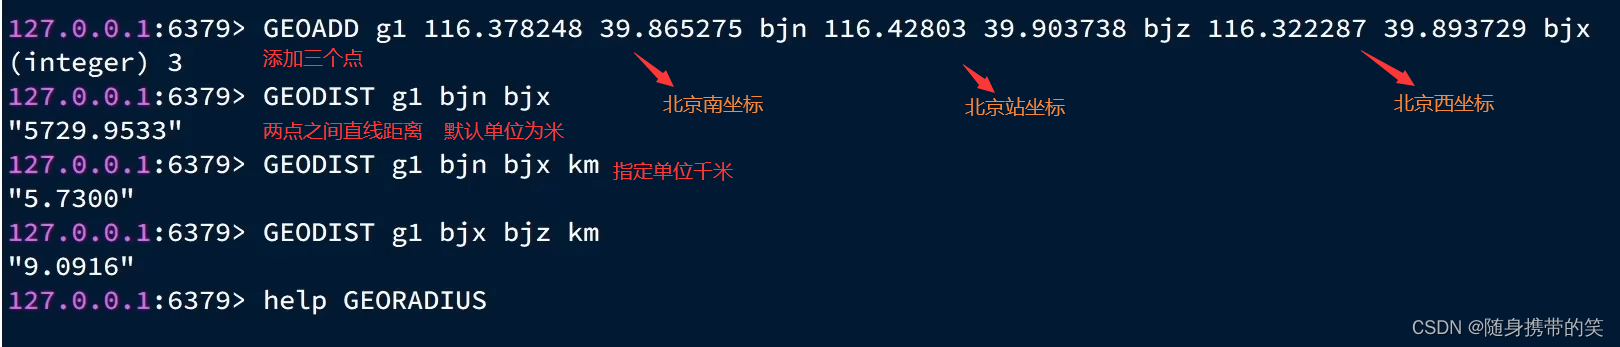 127.0.0.1:6379> GEOADD g1 116.378248 39.865275 bjn 116.42803 39.903738 bjz 116.322287 39.893729 bjx
(integer) 3 添加三个点
127.0.0.1:6379> GEODIST g1 bjn bjx 北京南坐标 北京站坐标 北京西坐标
"5729.9533" 两点之间直线距离 默认单位为米
127.0.0.1:6379> GEODIST g1 bjn bjx km 指定单位千米
"5.7300"
127.0.0.1:6379> GEODIST g1 bjx bjz km
"9.0916"
127.0.0.1:6379> help GEORADIUS
CSDN @随身携带的笑